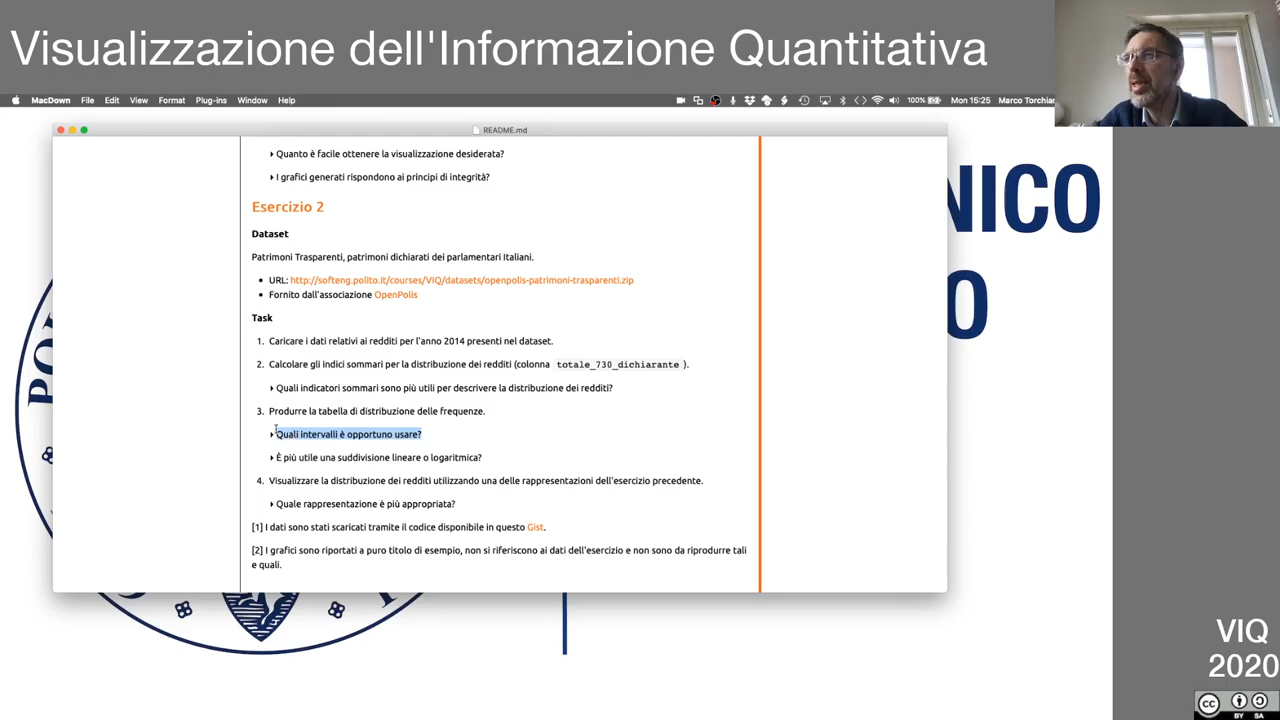 Visualizzazione dell'Informazione Quantitativa
MacDown File Edit View Format Plug-ins Window Help 100% Mon 15:25 Marco Torchian
README.md
Quanto è facile ottenere la visualizzazione desiderata?
I grafici generati rispondono ai principi di integrità?
Esercizio 2
Dataset
Patrimoni Trasparenti, patrimoni dichiarati dei parlamentari Italiani.
• URL: http://softeng.polito.it/courses/VIQ/datasets/openpolis-patrimoni-trasparenti.zip
• Fornito dall'associazione OpenPolis
Task
1. Caricare i dati relativi ai redditi per l'anno 2014 presenti nel dataset.
2. Calcolare gli indici sommari per la distribuzione dei redditi (colonna totale_730_dichiarante ).
Quali indicatori sommari sono più utili per descrivere la distribuzione dei redditi?
3. Produrre la tabella di distribuzione delle frequenze.
Quali intervalli è opportuno usare?
È più utile una suddivisione lineare o logaritmica?
4. Visualizzare la distribuzione dei redditi utilizzando una delle rappresentazioni dell'esercizio precedente.
Quale rappresentazione è più appropriata?
[1] I dati sono stati scaricati tramite il codice disponibile in questo Gist.
[2] I grafici sono riportati a puro titolo di esempio, non si riferiscono ai dati dell'esercizio e non sono da riprodurre tali
e quali.
NICO
O
PO
VIQ
2020
CC BY SA